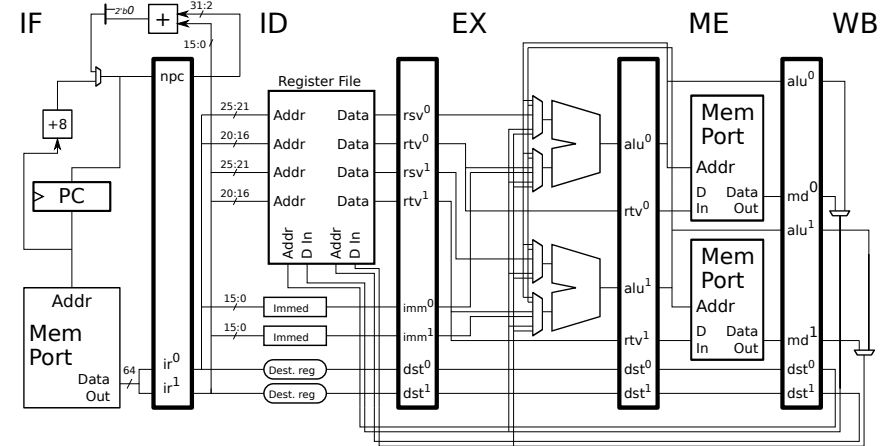 IF ID EX ME WB
2'b0
+
31:2
15:0
npc
+8
PC
Addr
Mem
Port
Data
Out
64
ir0
ir1
Register File
25:21 Addr Data rsv0
20:16 Addr Data rtv0
25:21 Addr Data rsv1
20:16 Addr Data rtv1
Addr
D In
Addr
D In
15:0 Immed imm0
15:0 Immed imm1
Dest. reg dst0
Dest. reg dst1
alu0
rtv0
alu1
rtv1
dst0
dst1
Mem
Port
Addr
D Data
In Out
Mem
Port
Addr
D Data
In Out
alu0
md0
alu1
md1
dst0
dst1